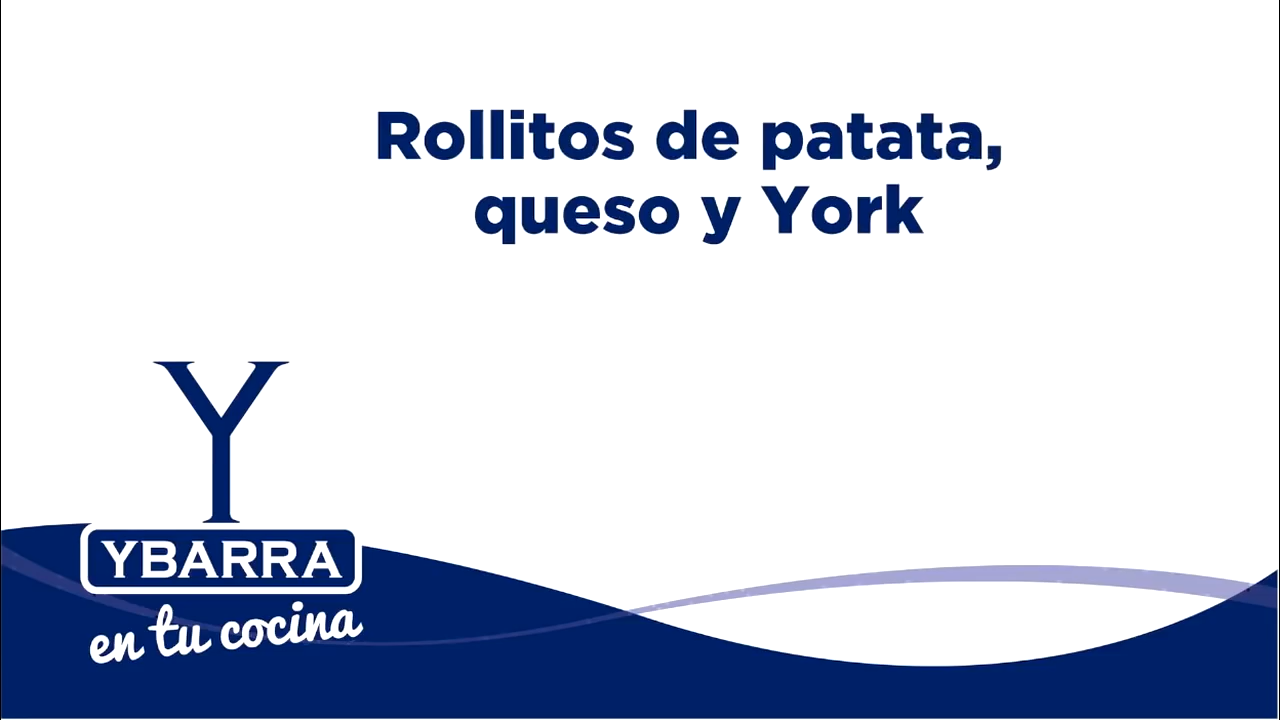 Rollitos de patata,
queso y York
Y
YBARRA
en tu cocina